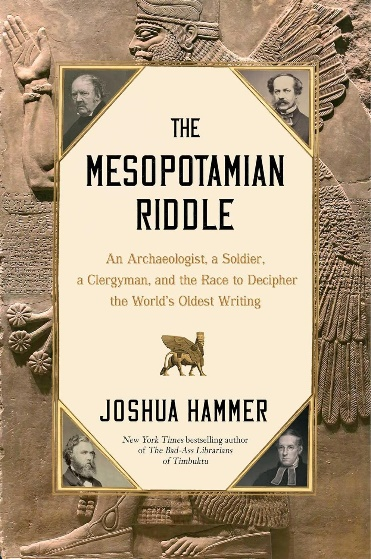 THE
MESOPOTAMIAN
RIDDLE
An Archaeologist, a Soldier,
a Clergyman, and the Race to Decipher
the World's Oldest Writing
JOSHUA HAMMER
New York Times bestselling author
of The Bad-Ass Librarians
of Timbuktu